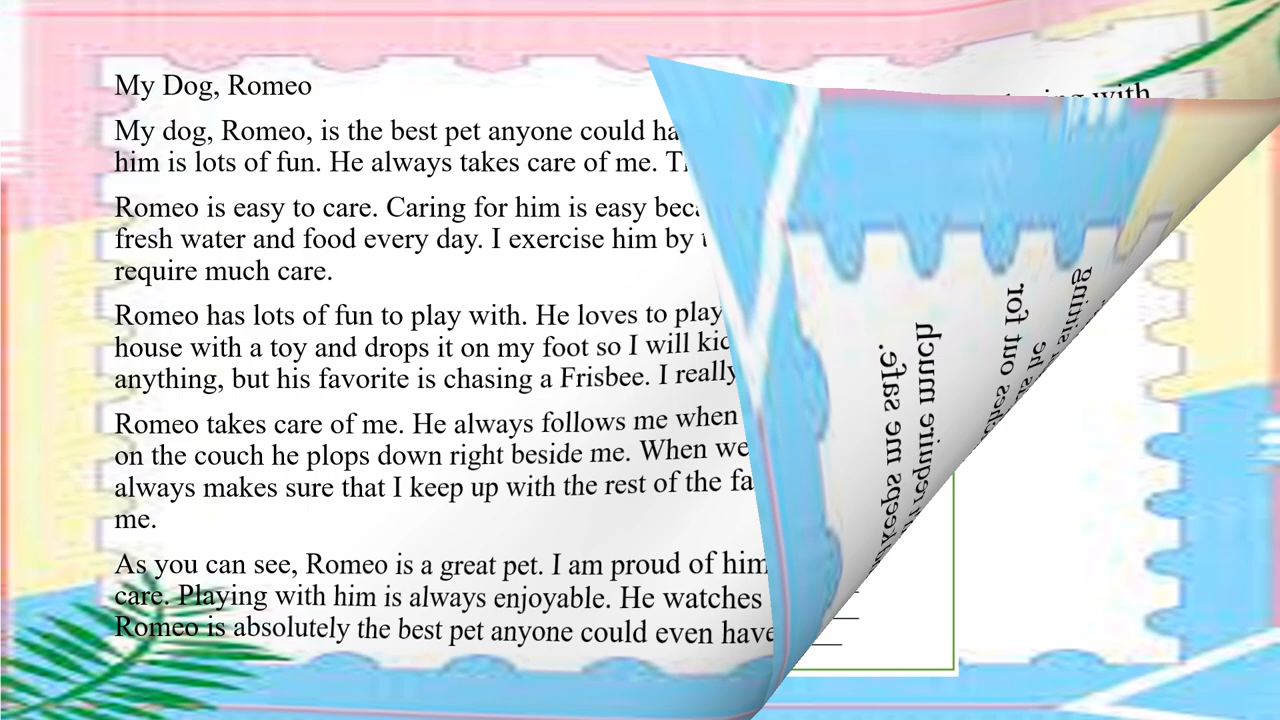 My Dog, Romeo
My dog, Romeo, is the best pet anyone could
him is lots of fun. He always takes care of me.
Romeo is easy to care. Caring for him is easy
fresh water and food every day. I exercise him by
require much care.
Romeo has lots of fun to play with. He loves to play
house with a toy and drops it on my foot so I will
anything, but his favorite is chasing a Frisbee. I really
Romeo takes care of me. He always follows me when
on the couch he plops down right beside me. When we
always makes sure that I keep up with the rest of the
me.
As you can see, Romeo is a great pet. I am proud of him
care. Playing with him is always enjoyable. He watches
Romeo is absolutely the best pet anyone could even have
with
require much
me safe.
for